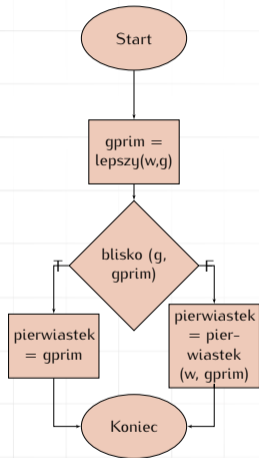 Start
gprim =
lepszy(w,g)
blisko (g,
gprim)
T
F
pierwiastek
= gprim
pierwiastek
= pier-
wiastek
(w, gprim)
Koniec